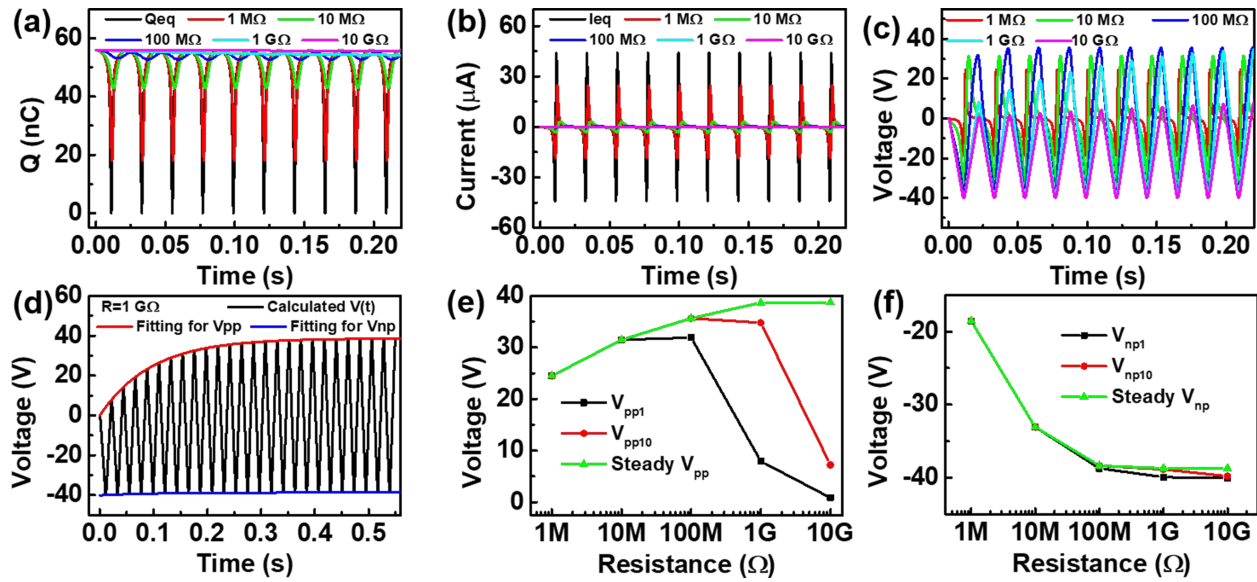 (a)
Qeq 1 MΩ 10 MΩ
100 MΩ 1 GΩ 10 GΩ
60
40
20
0
Q (nC)
0.00 0.05 0.10 0.15 0.20
Time (s)
(b)
Ieq 1 MΩ 10 MΩ
100 MΩ 1 GΩ 10 GΩ
60
30
0
-30
-60
Current (μA)
0.00 0.05 0.10 0.15 0.20
Time (s)
(c)
1 MΩ 10 MΩ 100 MΩ
1 GΩ 10 GΩ
60
40
20
0
-20
-40
Voltage (V)
0.00 0.05 0.10 0.15 0.20
Time (s)
(d)
R=1 GΩ Calculated V(t)
Fitting for Vpp Fitting for Vnp
60
40
20
0
-20
-40
Voltage (V)
0.0 0.1 0.2 0.3 0.4 0.5
Time (s)
(e)
40
30
20
10
0
Voltage (V)
Vpp1
Vpp10
Steady Vpp
1M 10M 100M 1G 10G
Resistance (Ω)
(f)
-20
-30
-40
Voltage (V)
Vnp1
Vnp10
Steady Vnp
1M 10M 100M 1G 10G
Resistance (Ω)